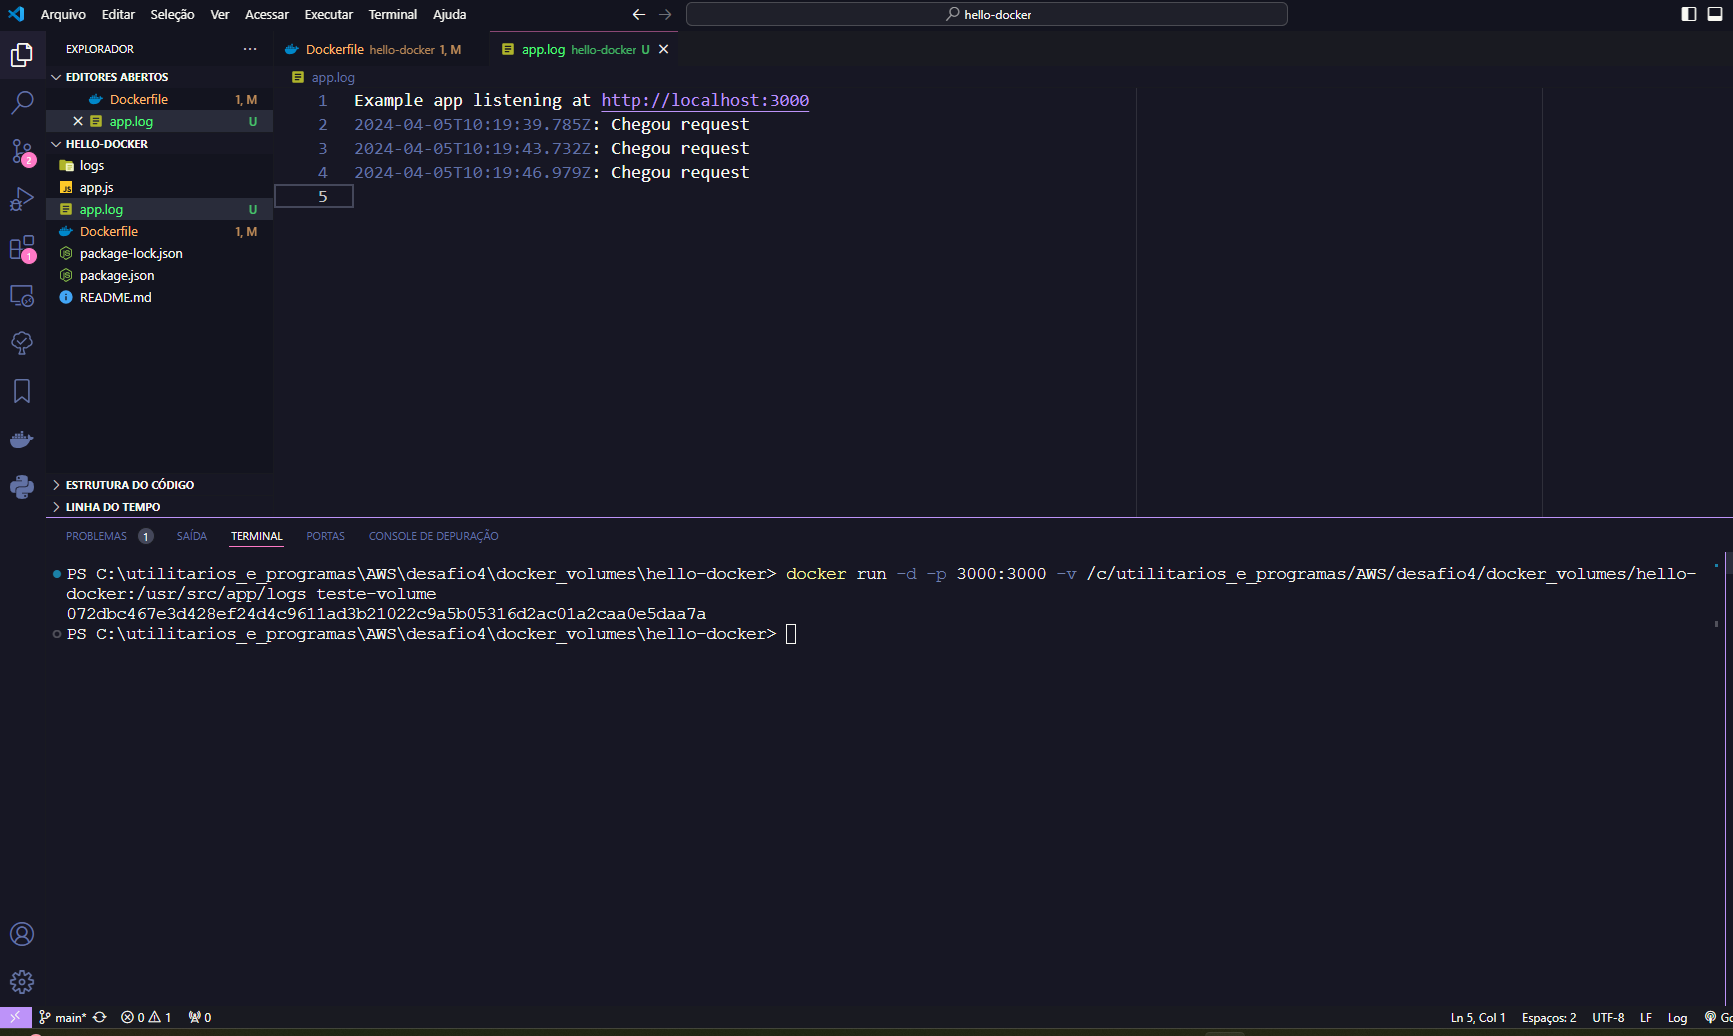 Arquivo Editar Seleção Ver Acessar Executar Terminal Ajuda
hello-docker
EXPLORADOR
Dockerfile hello-docker 1, M
app.log hello-docker U
EDITORES ABERTOS
Dockerfile 1, M
app.log U
HELLO-DOCKER
logs
app.js
app.log U
Dockerfile 1, M
package-lock.json
package.json
README.md
ESTRUTURA DO CÓDIGO
LINHA DO TEMPO
2
1
app.log
1 Example app listening at http://localhost:3000
2 2024-04-05T10:19:39.785Z: Chegou request
3 2024-04-05T10:19:43.732Z: Chegou request
4 2024-04-05T10:19:46.979Z: Chegou request
5
PROBLEMAS 1 SAÍDA TERMINAL PORTAS CONSOLE DE DEPURAÇÃO
PS C:\utilitarios_e_programas\AWS\desafio4\docker_volumes\hello-docker> docker run -d -p 3000:3000 -v /c/utilitarios_e_programas/AWS/desafio4/docker_volumes/hello-
docker:/usr/src/app/logs teste-volume
072dbc467e3d428ef24d4c9611ad3b21022c9a5b05316d2ac01a2caa0e5daa7a
PS C:\utilitarios_e_programas\AWS\desafio4\docker_volumes\hello-docker>
main* 0 1 0
Ln 5, Col 1 Espaços: 2 UTF-8 LF Log Go